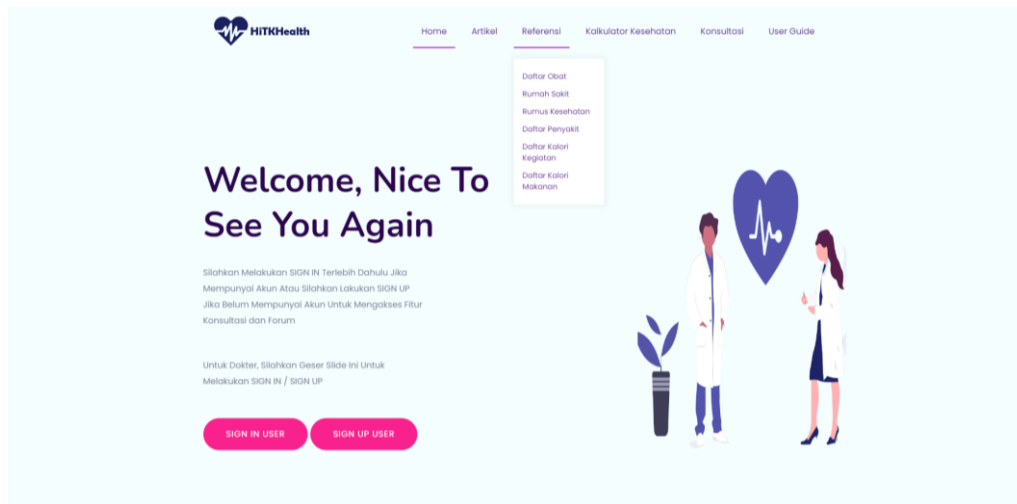 HiTKHealth
Home
Artikel
Referensi
Kalkulator Kesehatan
Konsultasi
User Guide
Daftar Obat
Rumah Sakit
Rumus Kesehatan
Daftar Penyakit
Daftar Kalori
Kegiatan
Daftar Kalori
Makanan
Welcome, Nice To
See You Again
Silahkan Melakukan SIGN IN Terlebih Dahulu Jika
Mempunyai Akun Atau Silahkan Lakukan SIGN UP
Jika Belum Mempunyai Akun Untuk Mengakses Fitur
Konsultasi dan Forum
Untuk Dokter, Silahkan Geser Slide Ini Untuk
Melakukan SIGN IN / SIGN UP
SIGN IN USER
SIGN UP USER